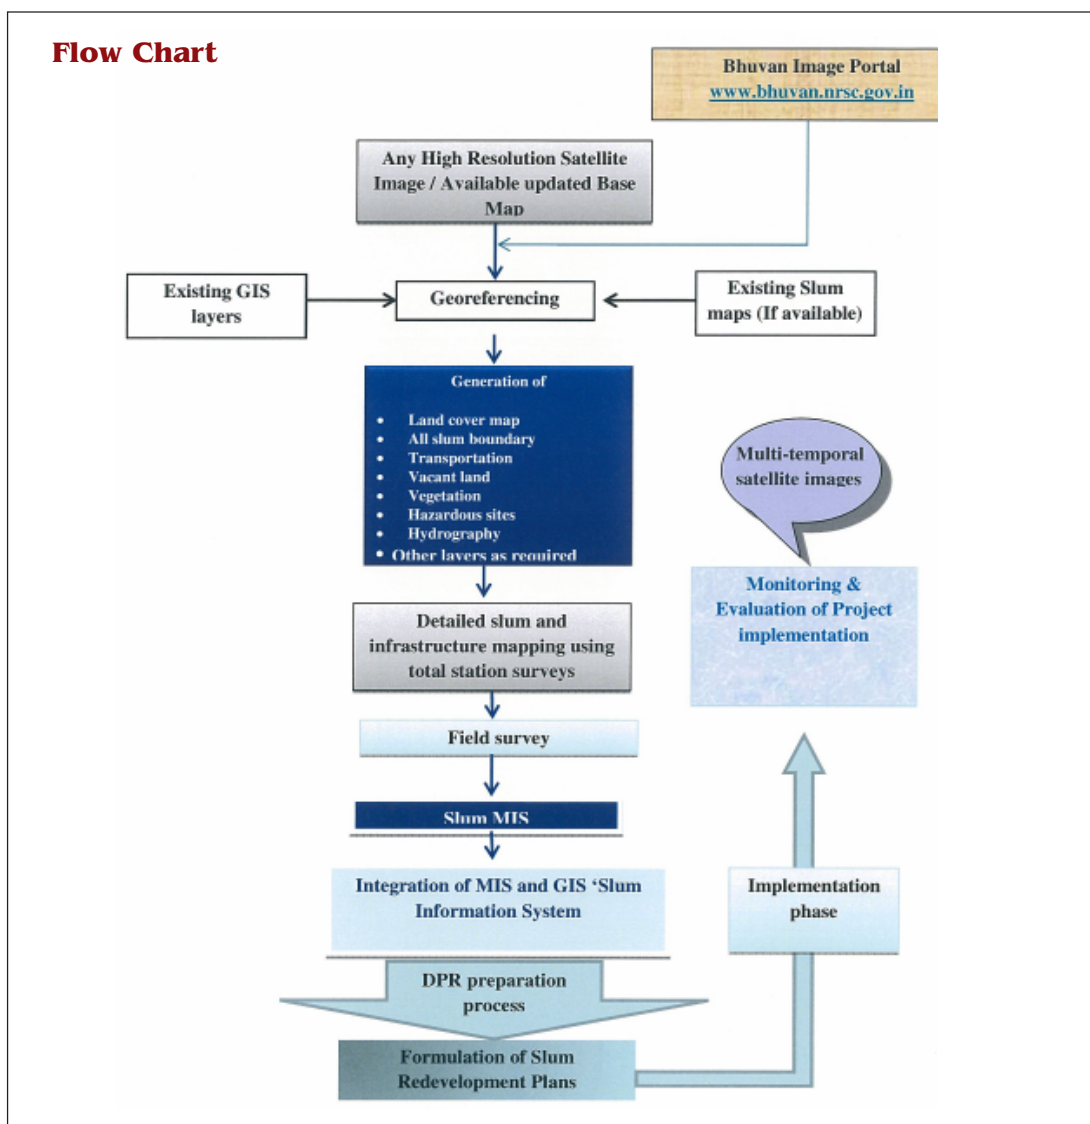 Flow Chart
Bhuvan Image Portal
www.bhuvan.nrsc.gov.in
Any High Resolution Satellite
Image / Available updated Base
Map
Existing GIS
layers
Georeferencing
Existing Slum
maps (If available)
Generation of
• Land cover map
• All slum boundary
• Transportation
• Vacant land
• Vegetation
• Hazardous sites
• Hydrography
• Other layers as required
Multi-temporal
satellite images
Monitoring &
Evaluation of Project
implementation
Detailed slum and
infrastructure mapping using
total station surveys
Field survey
Slum MIS
Integration of MIS and GIS ‘Slum
Information System
Implementation
phase
DPR preparation
process
Formulation of Slum
Redevelopment Plans